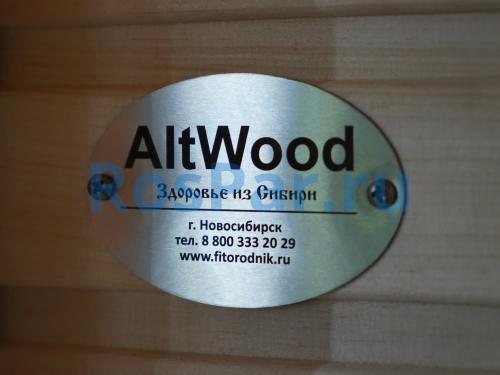 AltWood
Здоровье из Сибири
RosPar.ru
г. Новосибирск
тел. 8 800 333 20 29
www.fitorodnik.ru